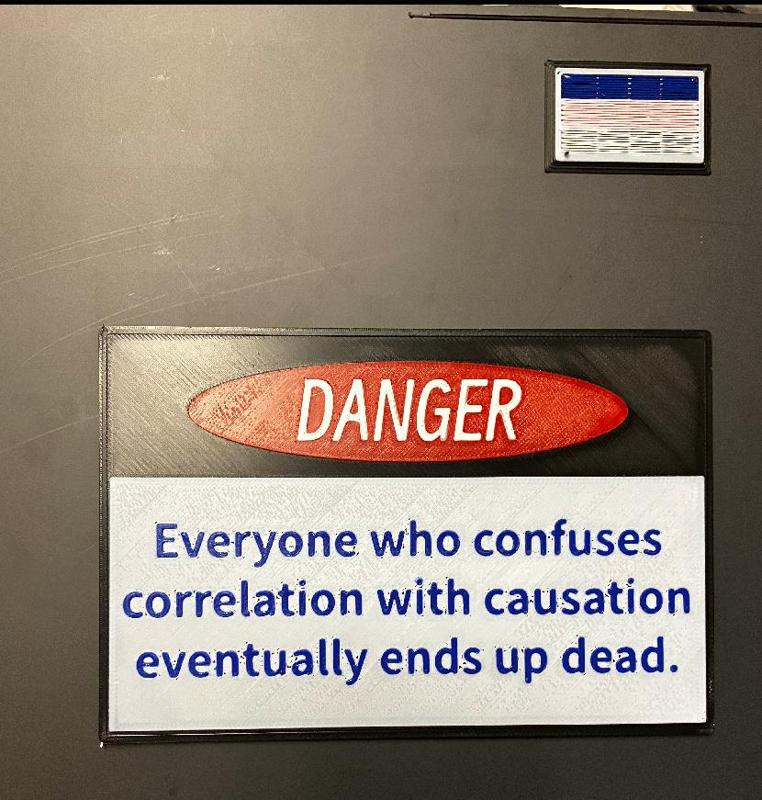 DANGER
Everyone who confuses
correlation with causation
eventually ends up dead.